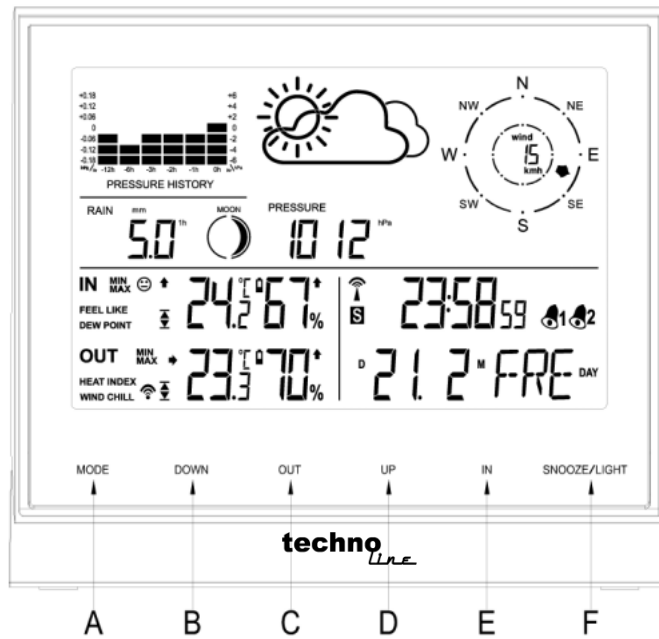 +0.18 +6
+0.12 +4
+0.06 +2
0 0
-0.06 -2
-0.12 -4
-0.18 -6
-12h -6h -3h -2h -1h 0h
PRESSURE HISTORY
N
NW NE
wind
W 15 E
kmh
SW SE
S
RAIN mm MOON PRESSURE
5.0 1h 1012 hPa
IN MIN MAX 24.2 °C 67 %
FEEL LIKE
DEW POINT
S 23:58 59 1 2
OUT MIN MAX 23.3 °C 70 %
HEAT INDEX
WIND CHILL
D 21. 2 M FRE DAY
MODE DOWN OUT UP IN SNOOZE/LIGHT
techno
line
A B C D E F